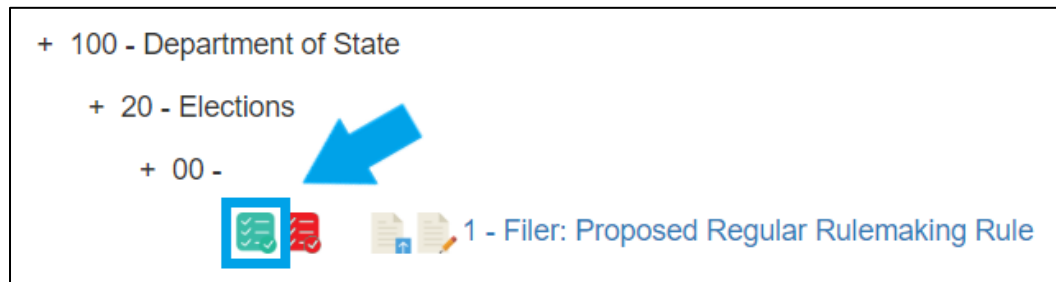 + 100 - Department of State
+ 20 - Elections
+ 00 -
1 - Filer: Proposed Regular Rulemaking Rule